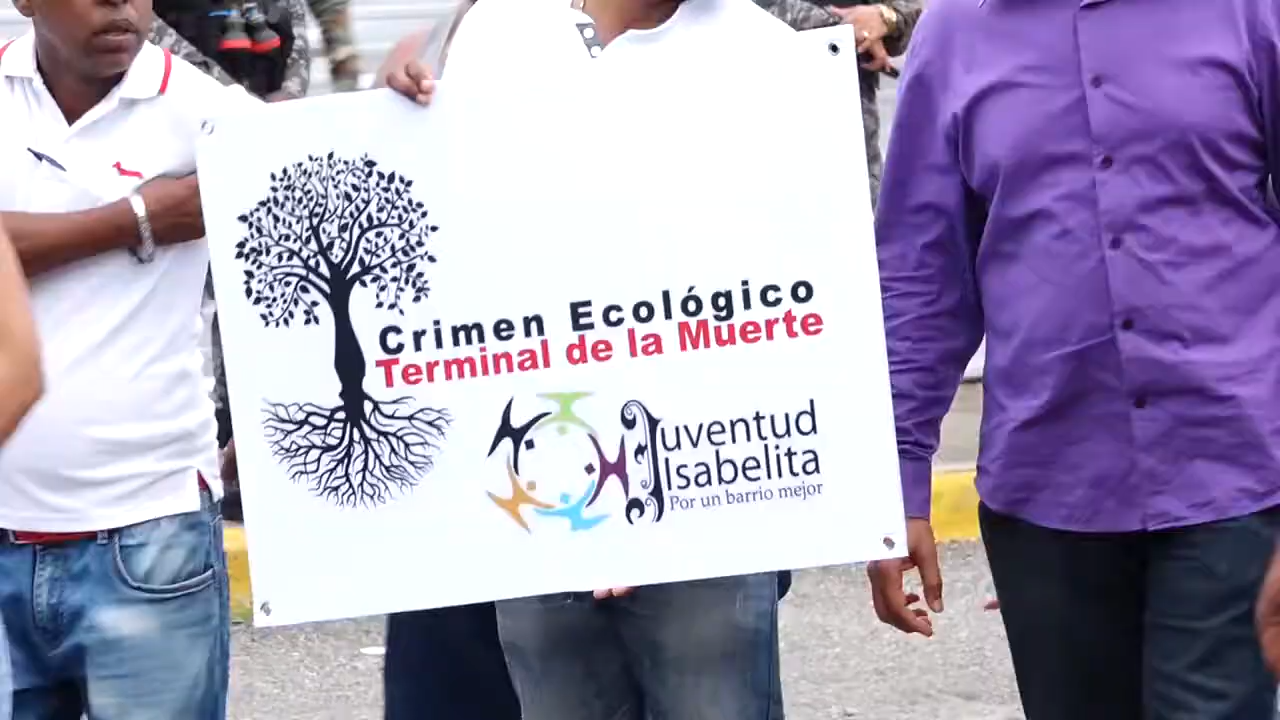 Crimen Ecológico
Terminal de la Muerte
Juventud
Isabelita
Por un barrio mejor